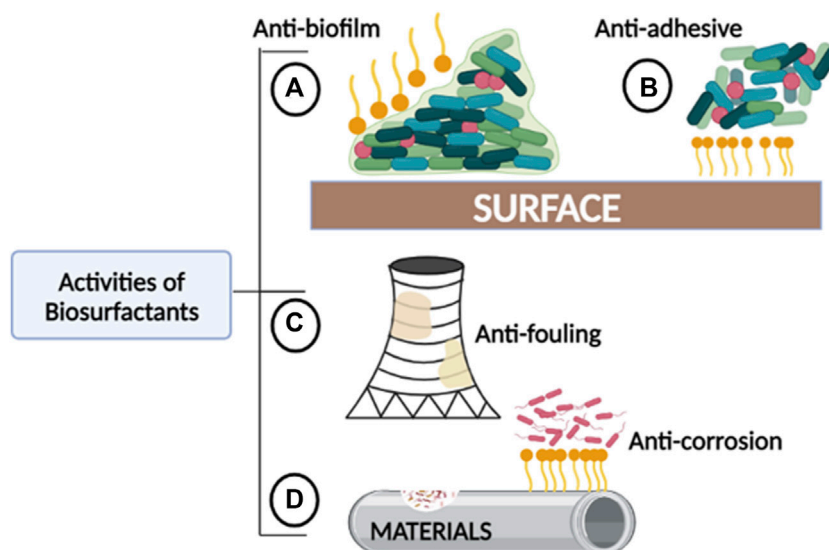 Anti-biofilm
Anti-adhesive
A
B
SURFACE
Activities of
Biosurfactants
C
Anti-fouling
Anti-corrosion
D
MATERIALS